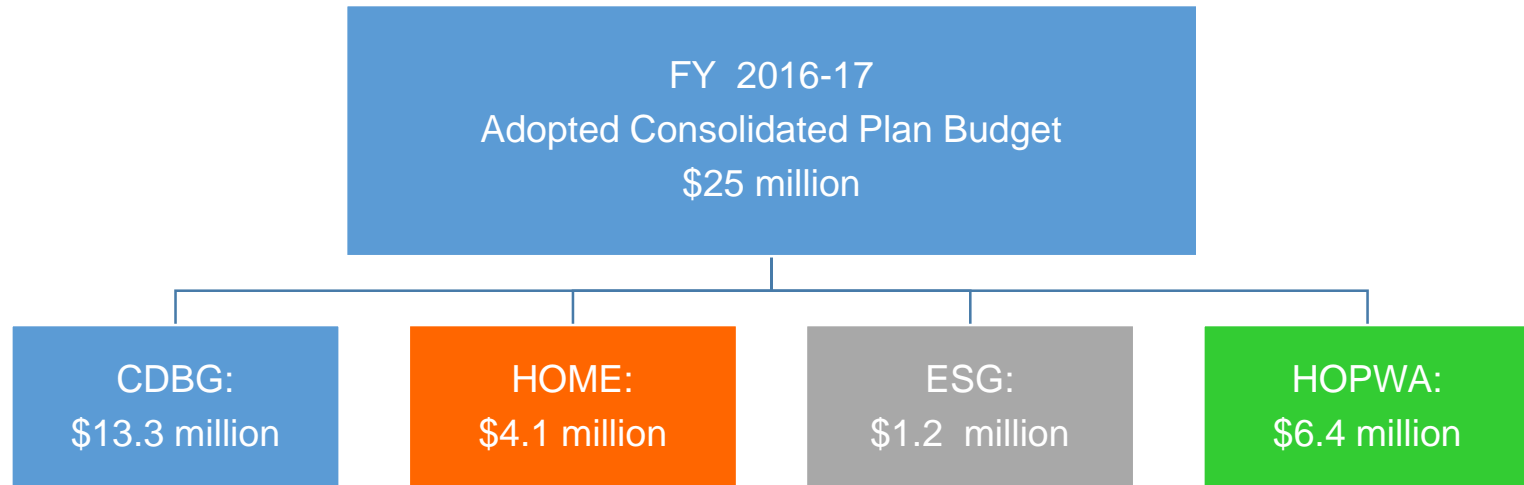 FY 2016-17
Adopted Consolidated Plan Budget
$25 million
CDBG:
$13.3 million
HOME:
$4.1 million
ESG:
$1.2 million
HOPWA:
$6.4 million